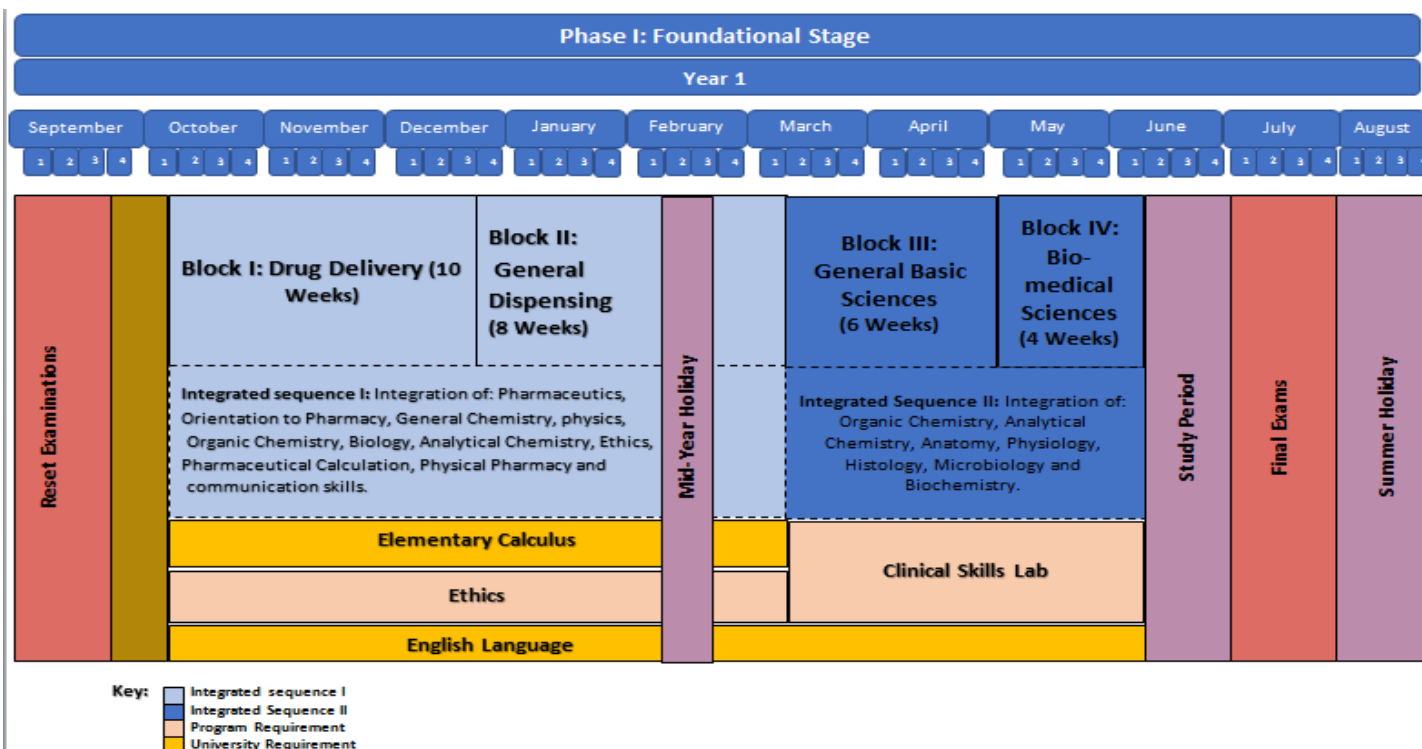 Phase I: Foundational Stage
Year 1
September October November December January February March April May June July August
1 2 3 4 1 2 3 4 1 2 3 4 1 2 3 4 1 2 3 4 1 2 3 4 1 2 3 4 1 2 3 4 1 2 3 4 1 2 3 4 1 2 3 4 1 2 3
Reset Examinations
Block I: Drug Delivery (10
Weeks)
Block II:
General
Dispensing
(8 Weeks)
Integrated sequence I: Integration of: Pharmaceutics,
Orientation to Pharmacy, General Chemistry, physics,
Organic Chemistry, Biology, Analytical Chemistry, Ethics,
Pharmaceutical Calculation, Physical Pharmacy and
communication skills.
Mid-Year Holiday
Block III:
General Basic
Sciences
(6 Weeks)
Block IV:
Bio-
medical
Sciences
(4 Weeks)
Integrated Sequence II: Integration of:
Organic Chemistry, Analytical
Chemistry, Anatomy, Physiology,
Histology, Microbiology and
Biochemistry.
Elementary Calculus
Ethics
English Language
Clinical Skills Lab
Study Period
Final Exams
Summer Holiday
Key:
Integrated sequence I
Integrated Sequence II
Program Requirement
University Requirement